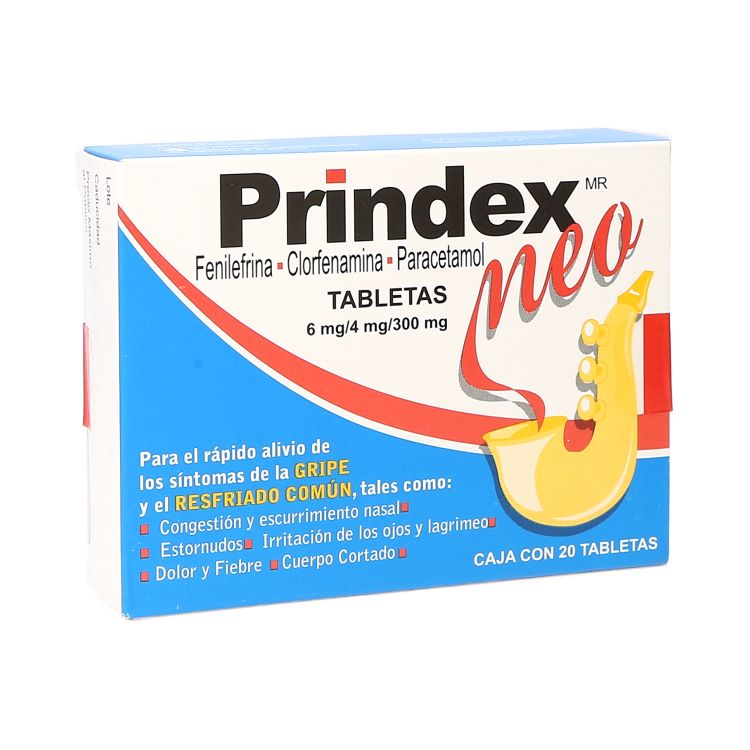 Prindex MR
neo
Fenilefrina ▪ Clorfenamina ▪ Paracetamol
TABLETAS
6 mg/4 mg/300 mg
Para el rápido alivio de
los síntomas de la GRIPE
y el RESFRIADO COMÚN, tales como:
▪ Congestión y escurrimiento nasal ▪
▪ Estornudos ▪ Irritación de los ojos y lagrimeo ▪
▪ Dolor y Fiebre ▪ Cuerpo Cortado ▪
CAJA CON 20 TABLETAS
Lote
Caducidad